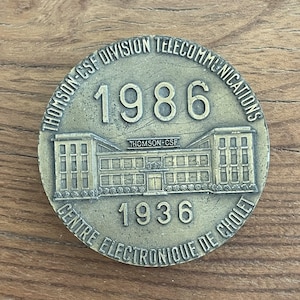 THOMSON-CSF DIVISION TELECOMMUNICATIONS
1986
THOMSON-CSF
1936
CENTRE ELECTRONIQUE DE CHOLET